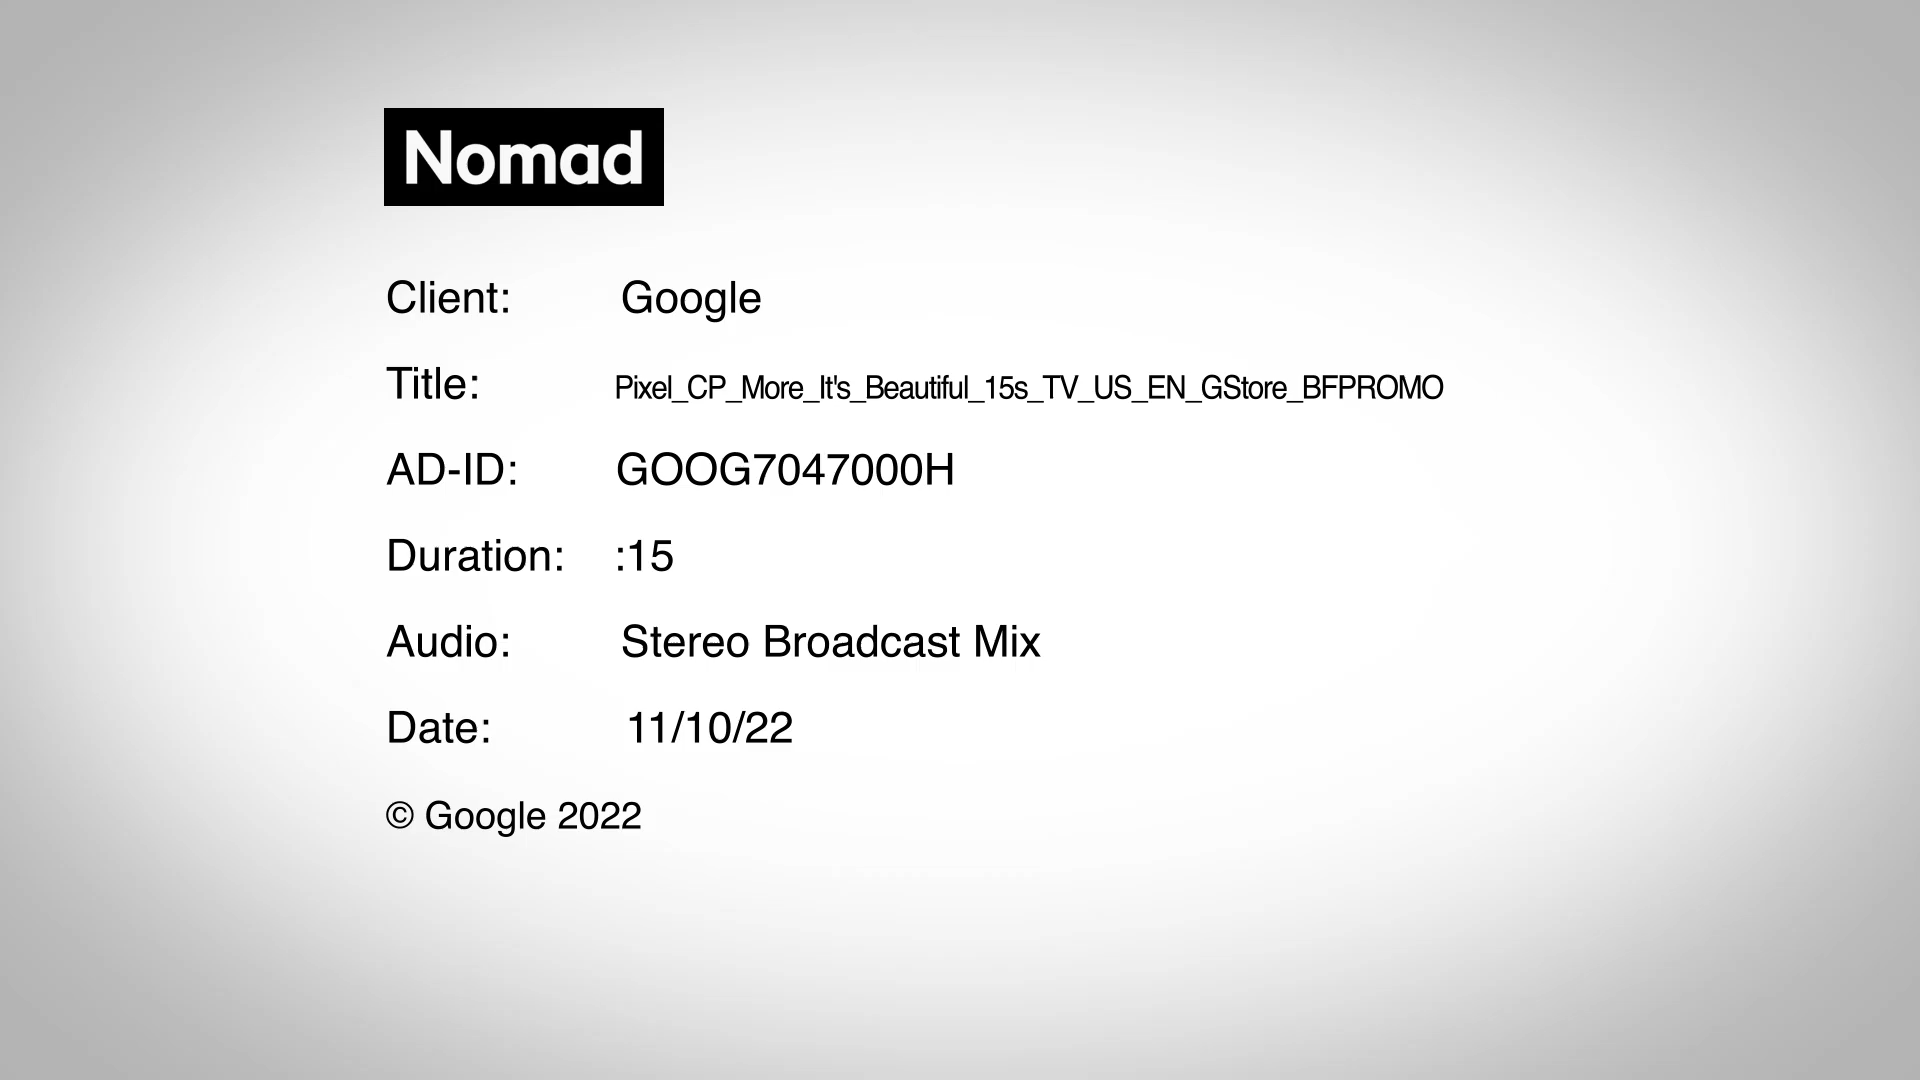 Nomad
Client: Google
Title: Pixel_CP_More_It's_Beautiful_15s_TV_US_EN_GStore_BFPROMO
AD-ID: GOOG7047000H
Duration: :15
Audio: Stereo Broadcast Mix
Date: 11/10/22
© Google 2022